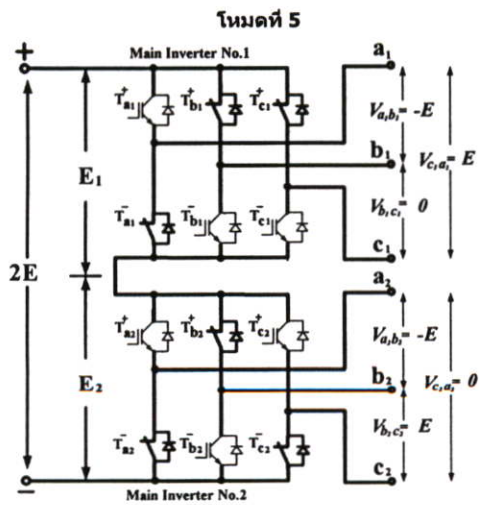 โหมดที่ 5
Main Inverter No.1
+
a₁
T⁺a₁
T⁺b₁
T⁺c₁
Va₁b₁= -E
E₁
b₁
Vc₁a₁= E
T⁻a₁
T⁻b₁
T⁻c₁
Vb₁c₁= 0
c₁
2E
a₂
T⁺a₂
T⁺b₂
T⁺c₂
Va₂b₂= -E
E₂
b₂
Vc₂a₂= 0
T⁻a₂
T⁻b₂
T⁻c₂
Vb₂c₂= E
c₂
−
Main Inverter No.2